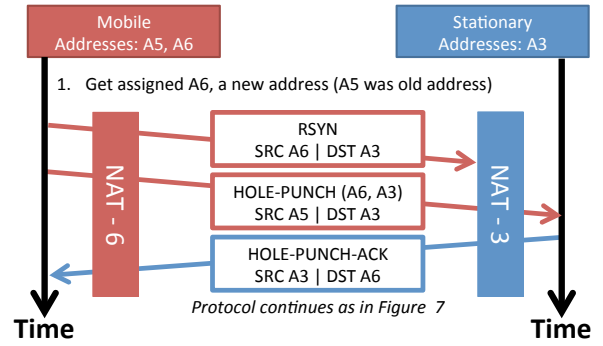 Mobile
Addresses: A5, A6
Stationary
Addresses: A3
1. Get assigned A6, a new address (A5 was old address)
NAT - 6
RSYN
SRC A6 | DST A3
HOLE-PUNCH (A6, A3)
SRC A5 | DST A3
HOLE-PUNCH-ACK
SRC A3 | DST A6
NAT - 3
Protocol continues as in Figure 7
Time
Time